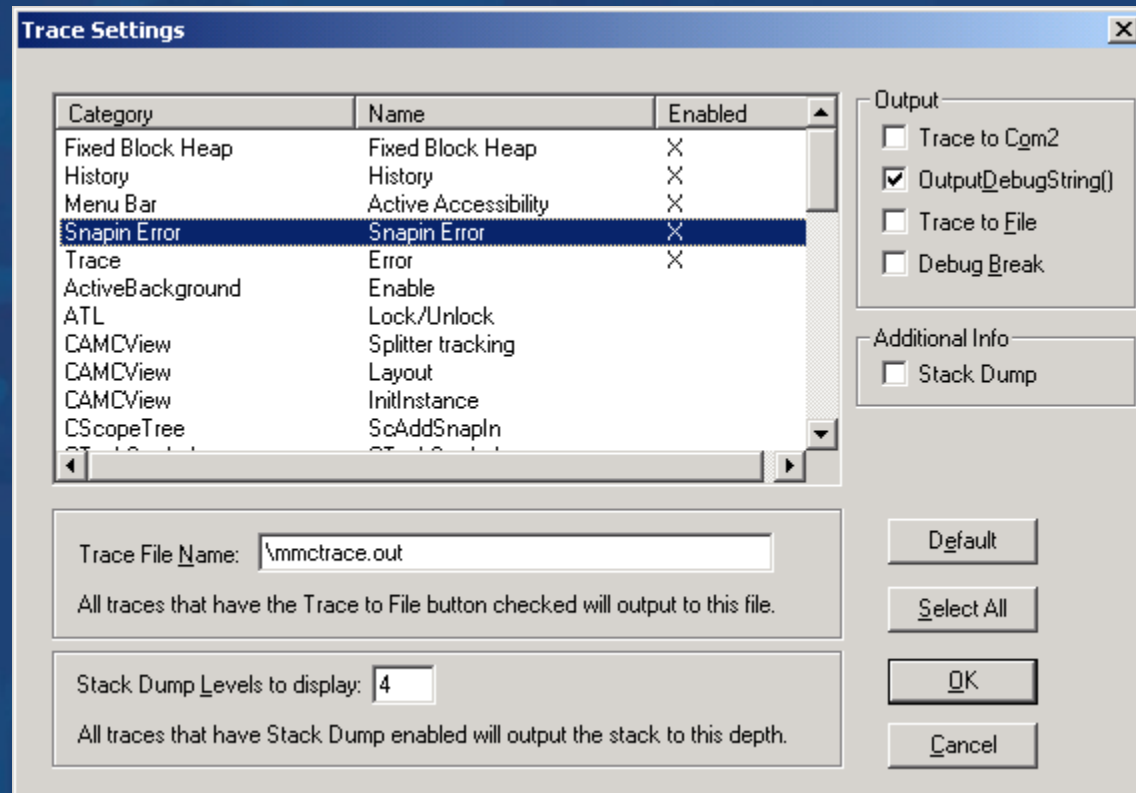 Trace Settings
Category Name Enabled
Fixed Block Heap Fixed Block Heap X
History History X
Menu Bar Active Accessibility X
Snapin Error Snapin Error X
Trace Error X
ActiveBackground Enable
ATL Lock/Unlock
CAMCView Splitter tracking
CAMCView Layout
CAMCView InitInstance
CScopeTree ScAddSnapIn
Output
Trace to Com2
OutputDebugString()
Trace to File
Debug Break
Additional Info
Stack Dump
Trace File Name: \mmctrace.out
All traces that have the Trace to File button checked will output to this file.
Stack Dump Levels to display: 4
All traces that have Stack Dump enabled will output the stack to this depth.
Default
Select All
OK
Cancel